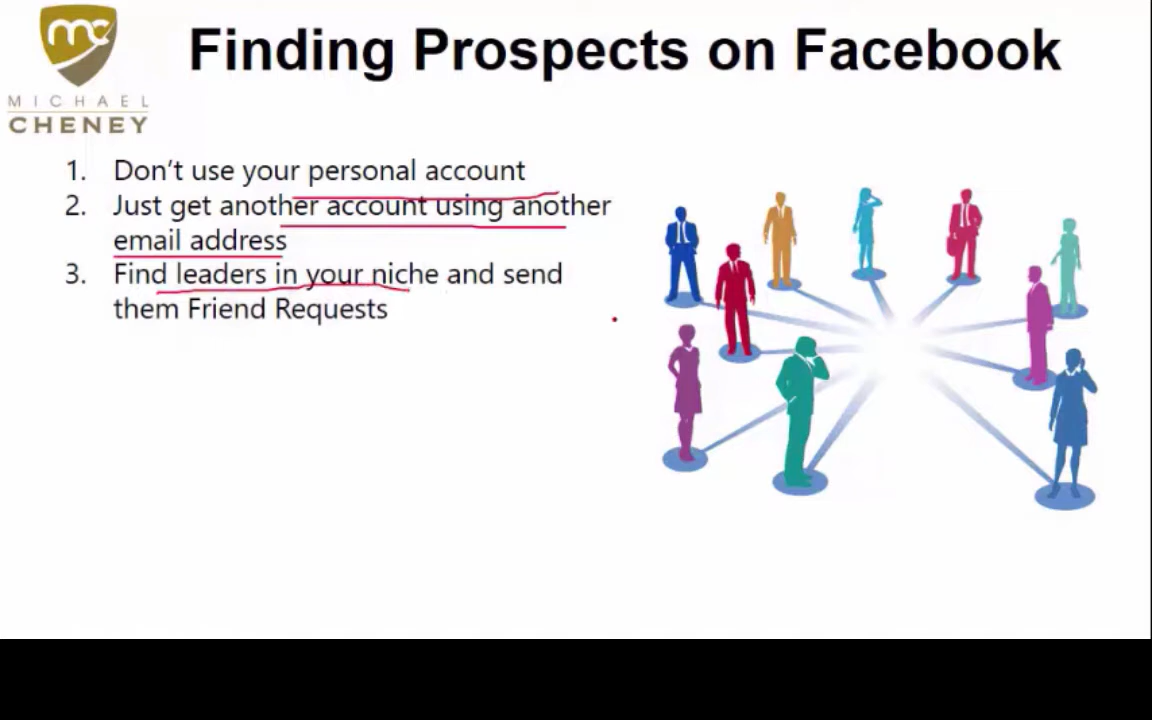 mc
MICHAEL
CHENEY
Finding Prospects on Facebook
1. Don’t use your personal account
2. Just get another account using another
email address
3. Find leaders in your niche and send
them Friend Requests